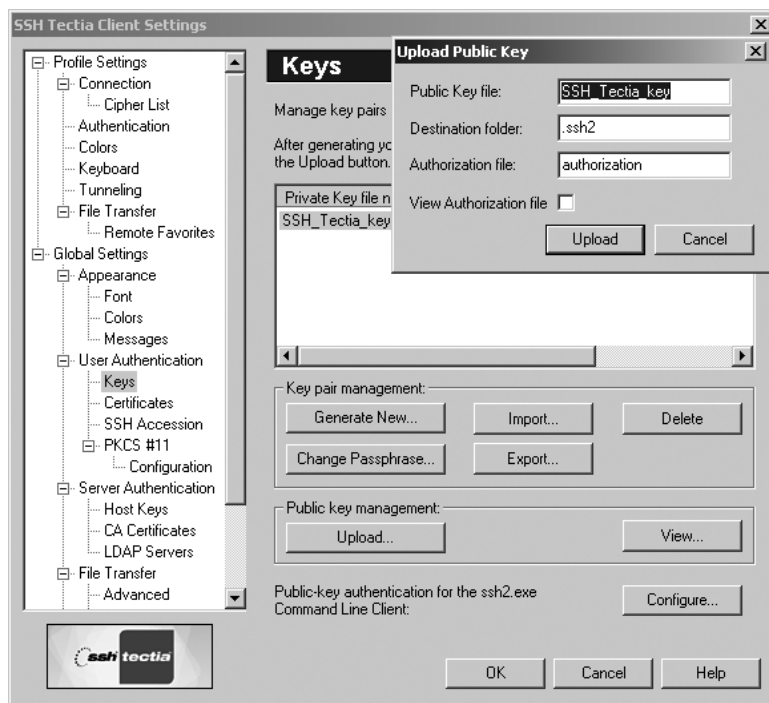 SSH Tectia Client Settings
Profile Settings
Connection
Cipher List
Authentication
Colors
Keyboard
Tunneling
File Transfer
Remote Favorites
Global Settings
Appearance
Font
Colors
Messages
User Authentication
Keys
Certificates
SSH Accession
PKCS #11
Configuration
Server Authentication
Host Keys
CA Certificates
LDAP Servers
File Transfer
Advanced
ssh tectia
Keys
Manage key pairs
After generating yo
the Upload button.
Private Key file n
SSH_Tectia_key
Upload Public Key
Public Key file:
SSH_Tectia_key
Destination folder:
.ssh2
Authorization file:
authorization
View Authorization file
Upload
Cancel
Key pair management:
Generate New...
Import...
Delete
Change Passphrase...
Export...
Public key management:
Upload...
View...
Public-key authentication for the ssh2.exe
Command Line Client:
Configure...
OK
Cancel
Help